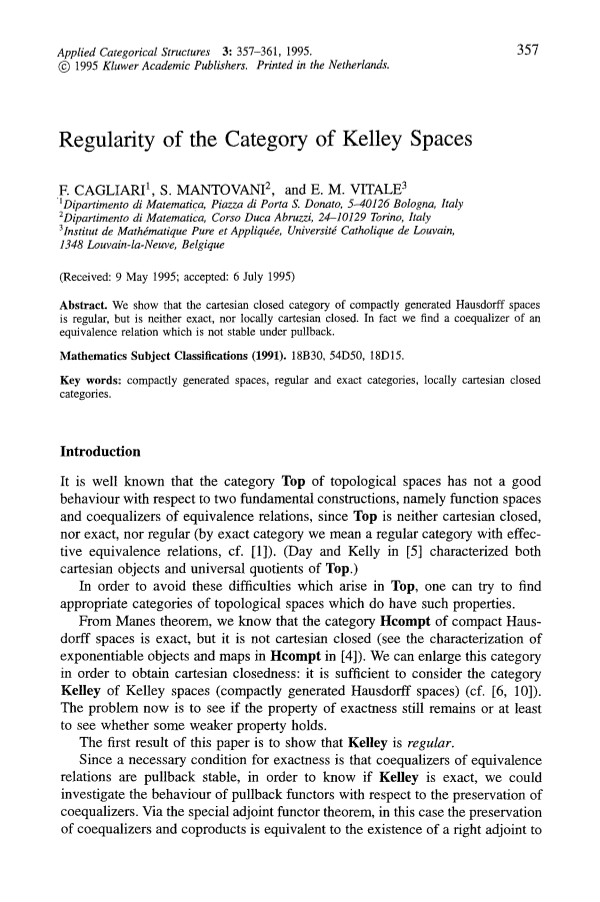 Applied Categorical Structures 3: 357–361, 1995.
357
© 1995 Kluwer Academic Publishers. Printed in the Netherlands.
Regularity of the Category of Kelley Spaces
F. CAGLIARI¹, S. MANTOVANI², and E. M. VITALE³
¹Dipartimento di Matematica, Piazza di Porta S. Donato, 5–40126 Bologna, Italy
²Dipartimento di Matematica, Corso Duca Abruzzi, 24–10129 Torino, Italy
³Institut de Mathématique Pure et Appliquée, Université Catholique de Louvain,
1348 Louvain-la-Neuve, Belgique
(Received: 9 May 1995; accepted: 6 July 1995)
Abstract. We show that the cartesian closed category of compactly generated Hausdorff spaces
is regular, but is neither exact, nor locally cartesian closed. In fact we find a coequalizer of an
equivalence relation which is not stable under pullback.
Mathematics Subject Classifications (1991). 18B30, 54D50, 18D15.
Key words: compactly generated spaces, regular and exact categories, locally cartesian closed
categories.
Introduction
It is well known that the category Top of topological spaces has not a good
behaviour with respect to two fundamental constructions, namely function spaces
and coequalizers of equivalence relations, since Top is neither cartesian closed,
nor exact, nor regular (by exact category we mean a regular category with effec-
tive equivalence relations, cf. [1]). (Day and Kelly in [5] characterized both
cartesian objects and universal quotients of Top.)
In order to avoid these difficulties which arise in Top, one can try to find
appropriate categories of topological spaces which do have such properties.
From Manes theorem, we know that the category Hcompt of compact Haus-
dorff spaces is exact, but it is not cartesian closed (see the characterization of
exponentiable objects and maps in Hcompt in [4]). We can enlarge this category
in order to obtain cartesian closedness: it is sufficient to consider the category
Kelley of Kelley spaces (compactly generated Hausdorff spaces) (cf. [6, 10]).
The problem now is to see if the property of exactness still remains or at least
to see whether some weaker property holds.
The first result of this paper is to show that Kelley is regular.
Since a necessary condition for exactness is that coequalizers of equivalence
relations are pullback stable, in order to know if Kelley is exact, we could
investigate the behaviour of pullback functors with respect to the preservation of
coequalizers. Via the special adjoint functor theorem, in this case the preservation
of coequalizers and coproducts is equivalent to the existence of a right adjoint to